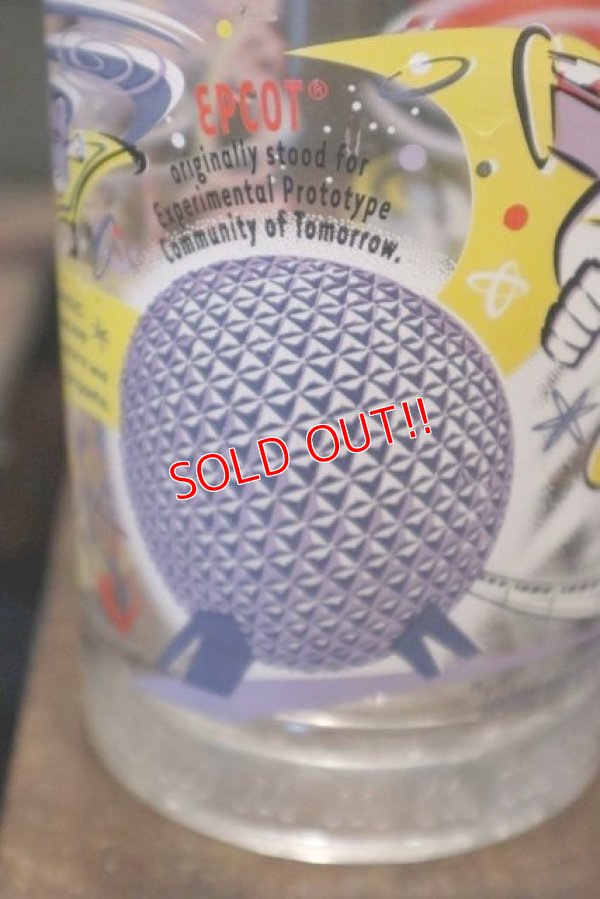 EPCOT®
originally stood for
Experimental Prototype
Community of Tomorrow.
SOLD OUT!!